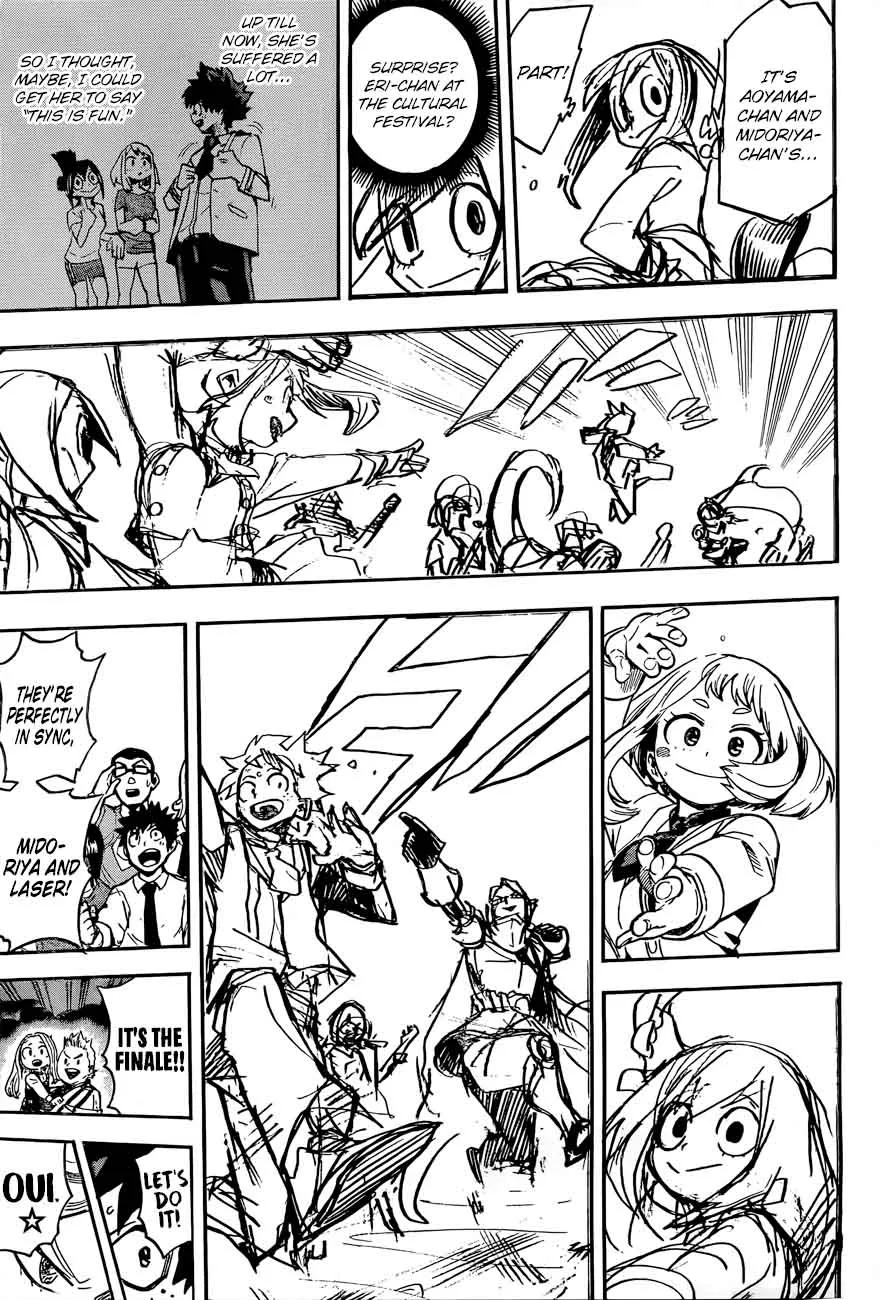 IT'S
AOYAMA-
CHAN AND
MIDORIYA-
CHAN'S...
PART!
SURPRISE?
ERI-CHAN AT
THE CULTURAL
FESTIVAL?
UP TILL
NOW, SHE'S
SUFFERED A
LOT...
SO I THOUGHT,
MAYBE, I COULD
GET HER TO SAY
"THIS IS FUN."
THEY'RE
PERFECTLY
IN SYNC,
MIDO-
RIYA AND
LASER!
IT'S THE
FINALE!!
LET'S
DO IT!
OUI.
☆